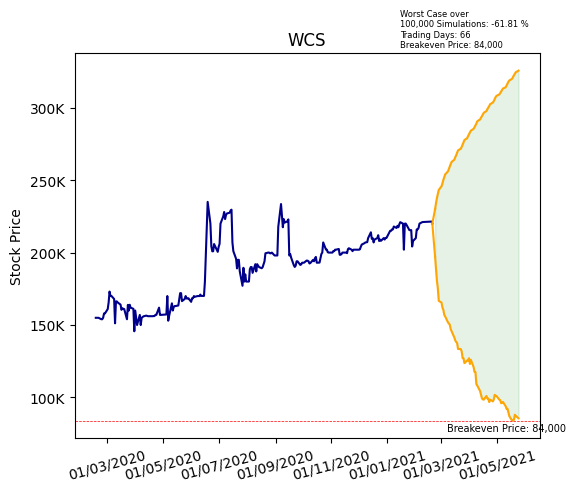 Worst Case over
100,000 Simulations: -61.81 %
Trading Days: 66
Breakeven Price: 84,000
WCS
Stock Price
300K
250K
200K
150K
100K
Breakeven Price: 84,000
01/03/2020 01/05/2020 01/07/2020 01/09/2020 01/11/2020 01/01/2021 01/03/2021 01/05/2021